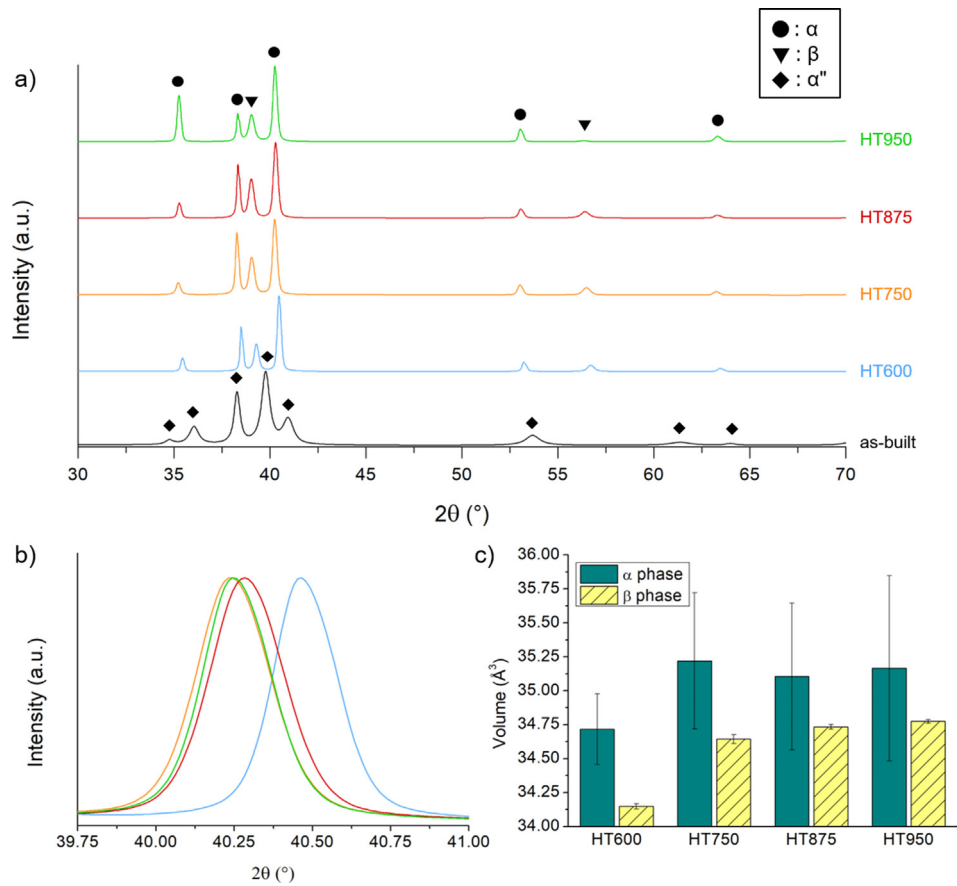 ● : α
▼ : β
◆ : α"
a)
Intensity (a.u.)
HT950
HT875
HT750
HT600
as-built
30 35 40 45 50 55 60 65 70
2θ (°)
b)
Intensity (a.u.)
39.75 40.00 40.25 40.50 40.75 41.00
2θ (°)
c)
α phase
β phase
Volume (Å³)
36.00
35.75
35.50
35.25
35.00
34.75
34.50
34.25
34.00
HT600 HT750 HT875 HT950